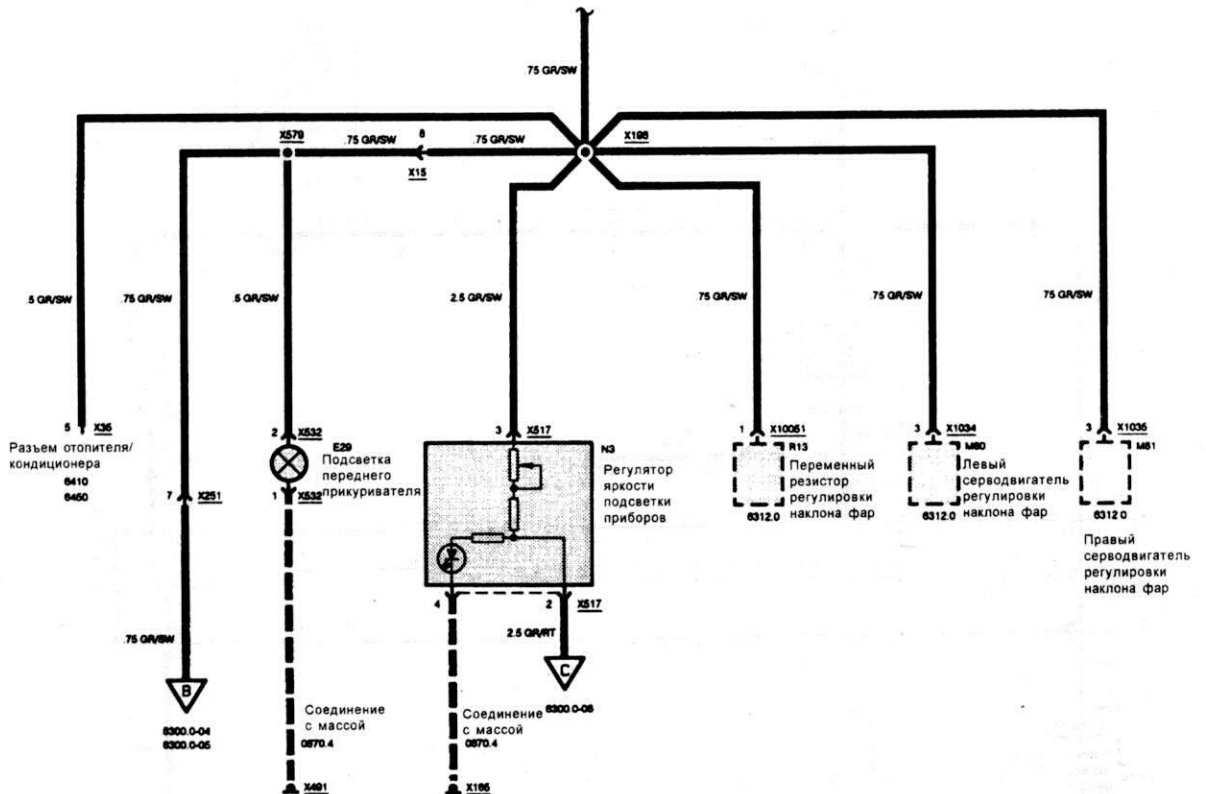 .75 GR/SW
X579
.75 GR/SW
8
.75 GR/SW
X198
X15
.5 GR/SW
.75 GR/SW
.5 GR/SW
2.5 GR/SW
.75 GR/SW
.75 GR/SW
.75 GR/SW
5 X35
Разъем отопителя/
кондиционера
6410
6450
7 X251
2 X532
E29
Подсветка
переднего
прикуривателя
1 X532
3 X517
N3
Регулятор
яркости
подсветки
приборов
1 X10051
R13
Переменный
резистор
регулировки
наклона фар
6312.0
3 X1034
M60
Левый
серводвигатель
регулировки
наклона фар
6312.0
3 X1035
M61
6312.0
Правый
серводвигатель
регулировки
наклона фар
4
2 X517
.75 GR/SW
2.5 GR/RT
B
6300.0-04
6300.0-05
C
6300.0-06
Соединение
с массой
0670.4
Соединение
с массой
0670.4
X491
X165